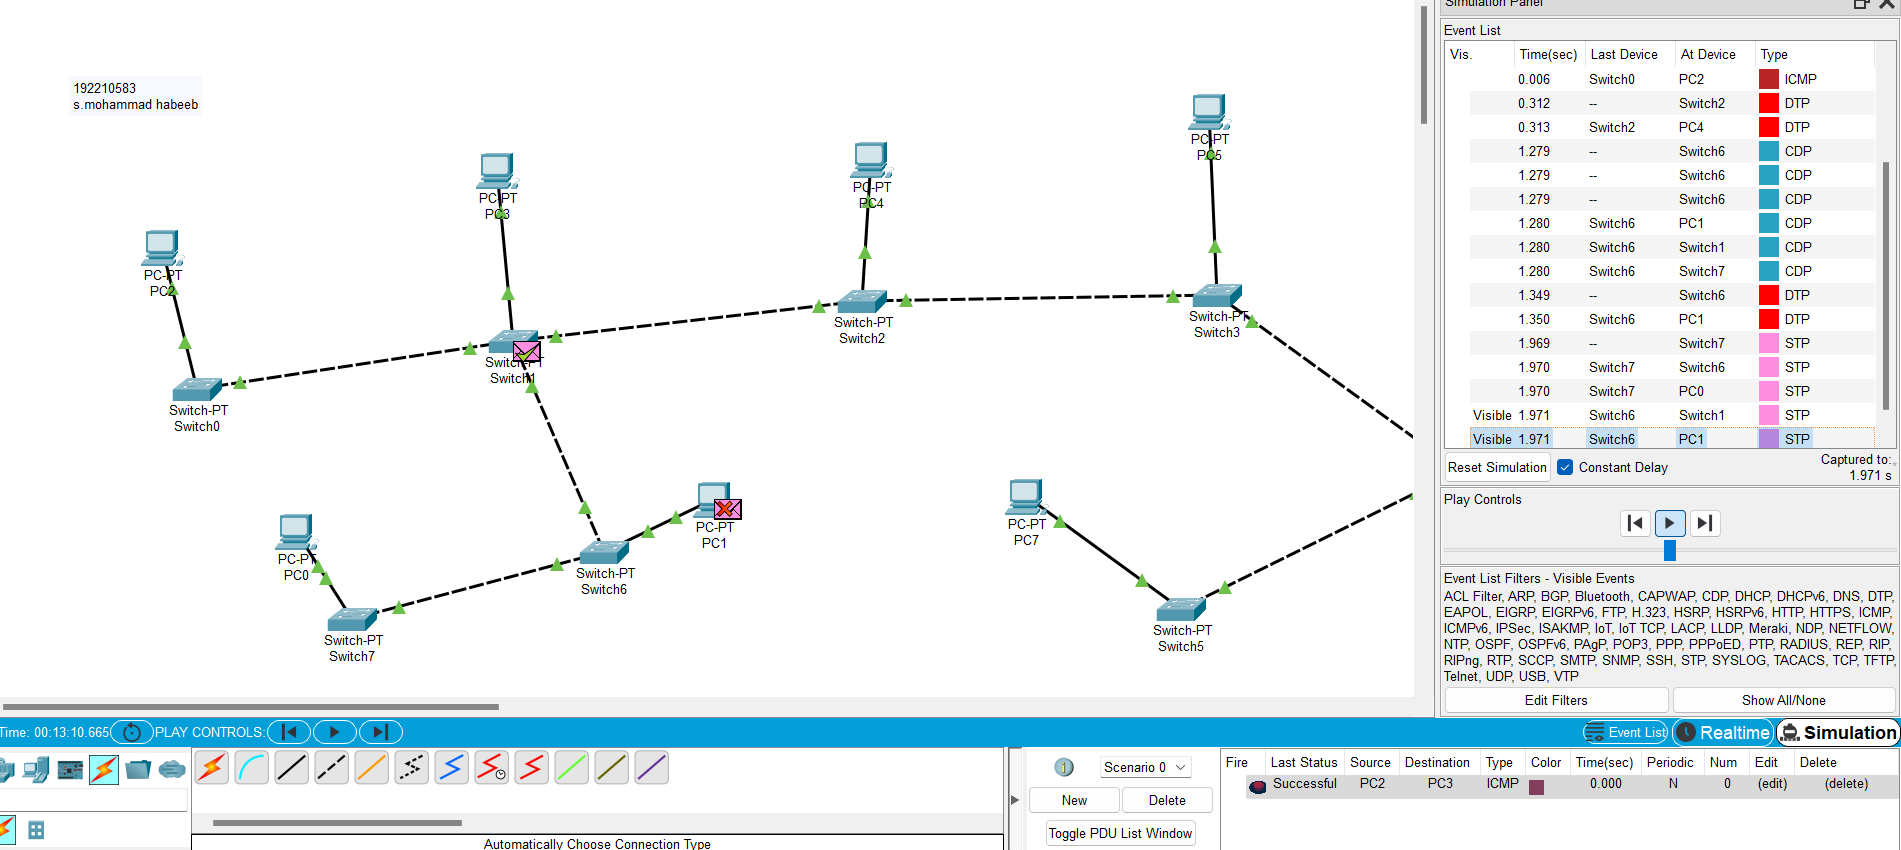 192210583
s.mohammad habeeb
PC-PT
PC2
PC-PT
PC3
PC-PT
PC4
PC-PT
PC5
Switch-PT
Switch0
Switch-PT
Switch1
Switch-PT
Switch2
Switch-PT
Switch3
PC-PT
PC0
PC-PT
PC1
PC-PT
PC7
Switch-PT
Switch6
Switch-PT
Switch7
Switch-PT
Switch5
Simulation Panel
Event List
Vis. Time(sec) Last Device At Device Type
0.006 Switch0 PC2 ICMP
0.312 -- Switch2 DTP
0.313 Switch2 PC4 DTP
1.279 -- Switch6 CDP
1.279 -- Switch6 CDP
1.279 -- Switch6 CDP
1.280 Switch6 PC1 CDP
1.280 Switch6 Switch1 CDP
1.280 Switch6 Switch7 CDP
1.349 -- Switch6 DTP
1.350 Switch6 PC1 DTP
1.969 -- Switch7 STP
1.970 Switch7 Switch6 STP
1.970 Switch7 PC0 STP
Visible 1.971 Switch6 Switch1 STP
Visible 1.971 Switch6 PC1 STP
Reset Simulation Constant Delay Captured to:
1.971 s
Play Controls
Event List Filters - Visible Events
ACL Filter, ARP, BGP, Bluetooth, CAPWAP, CDP, DHCP, DHCPv6, DNS, DTP,
EAPOL, EIGRP, EIGRPv6, FTP, H.323, HSRP, HSRPv6, HTTP, HTTPS, ICMP,
ICMPv6, IPSec, ISAKMP, IoT, IoT TCP, LACP, LLDP, Meraki, NDP, NETFLOW,
NTP, OSPF, OSPFv6, PAgP, POP3, PPP, PPPoED, PTP, RADIUS, REP, RIP,
RIPng, RTP, SCCP, SMTP, SNMP, SSH, STP, SYSLOG, TACACS, TCP, TFTP,
Telnet, UDP, USB, VTP
Edit Filters Show All/None
Time: 00:13:10.665 PLAY CONTROLS: Event List Realtime Simulation
Scenario 0
New Delete
Toggle PDU List Window
Fire Last Status Source Destination Type Color Time(sec) Periodic Num Edit Delete
Successful PC2 PC3 ICMP 0.000 N 0 (edit) (delete)
Automatically Choose Connection Type